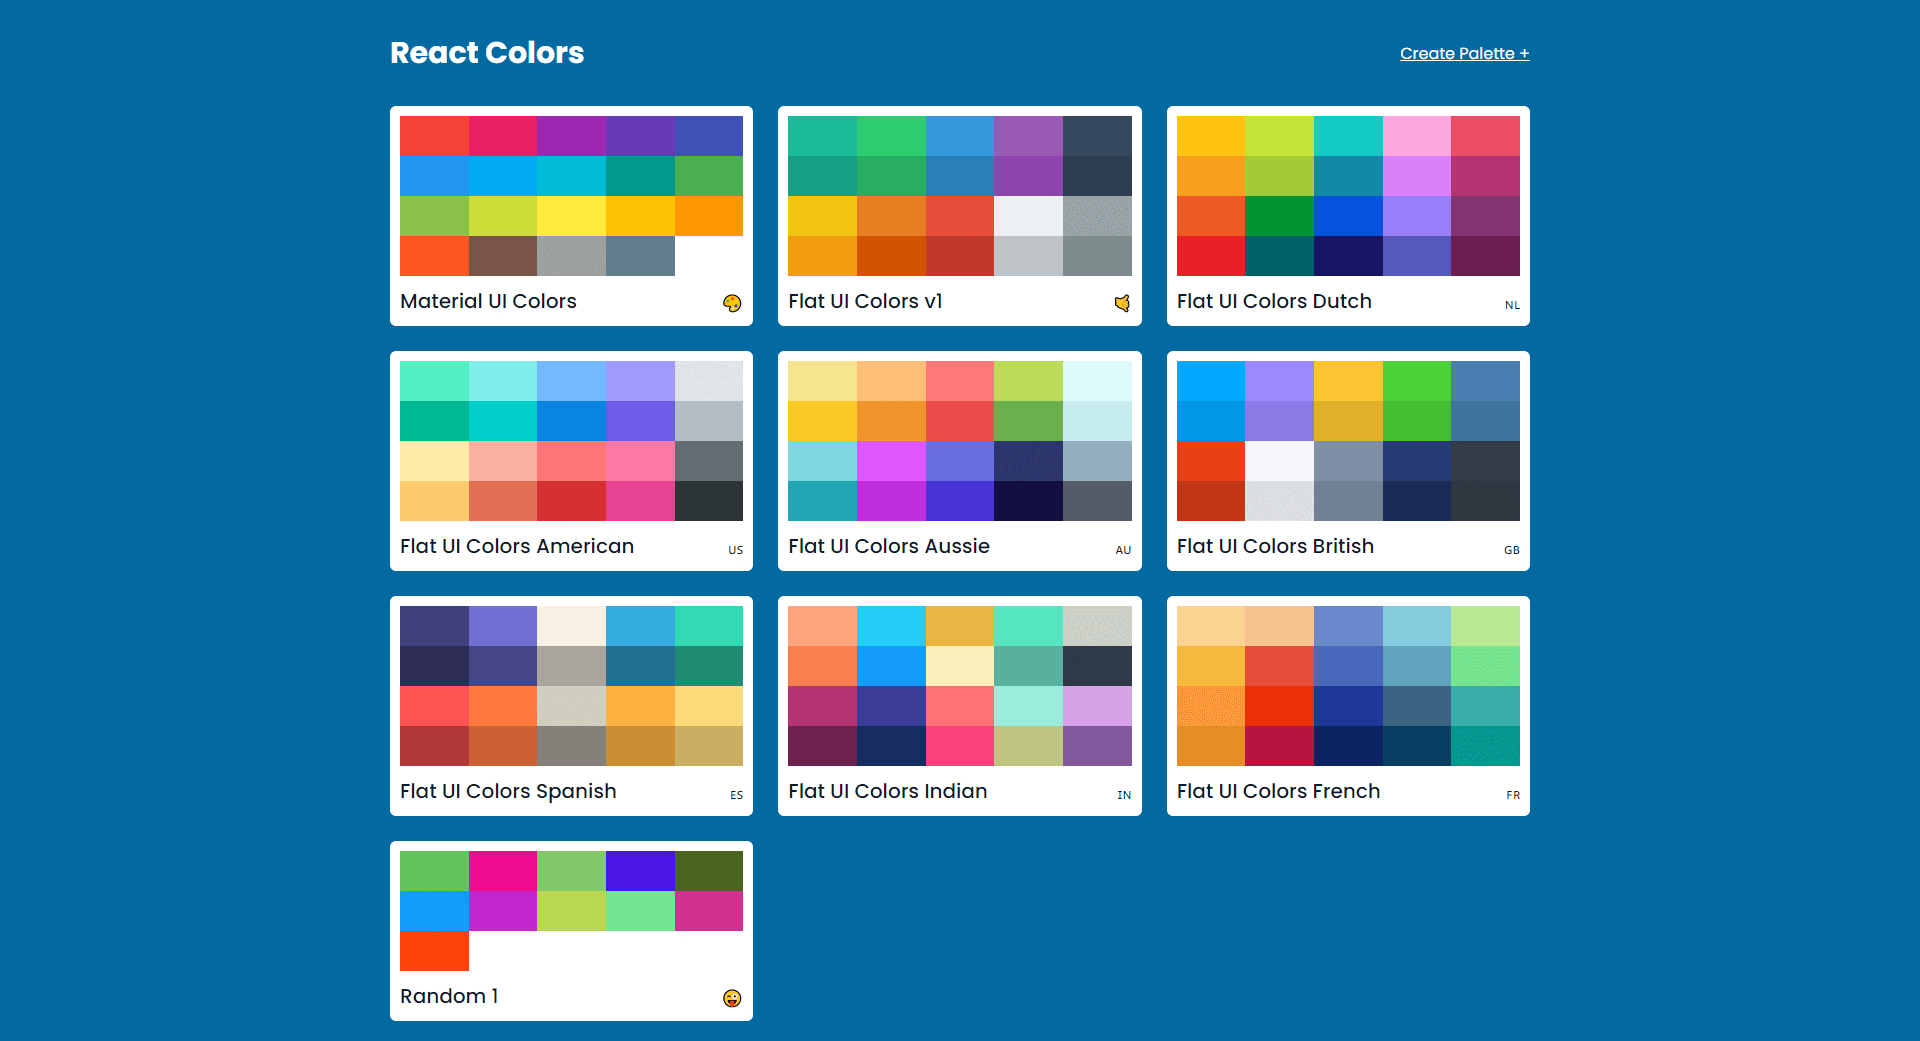 React Colors
Create Palette +
Material UI Colors
Flat UI Colors v1
Flat UI Colors Dutch
NL
Flat UI Colors American
US
Flat UI Colors Aussie
AU
Flat UI Colors British
GB
Flat UI Colors Spanish
ES
Flat UI Colors Indian
IN
Flat UI Colors French
FR
Random 1